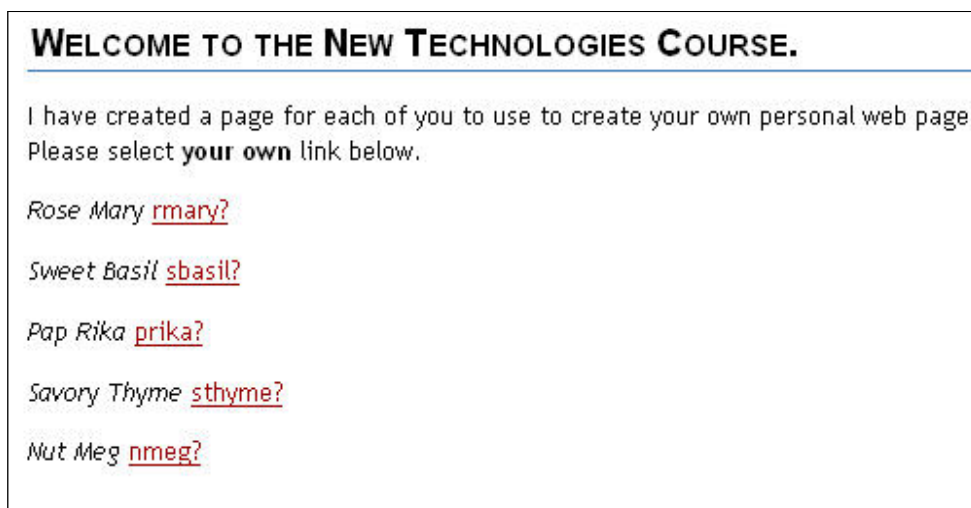 WELCOME TO THE NEW TECHNOLOGIES COURSE.
I have created a page for each of you to use to create your own personal web page
Please select your own link below.
Rose Mary rmary?
Sweet Basil sbasil?
Pap Rika prika?
Savory Thyme sthyme?
Nut Meg nmeg?